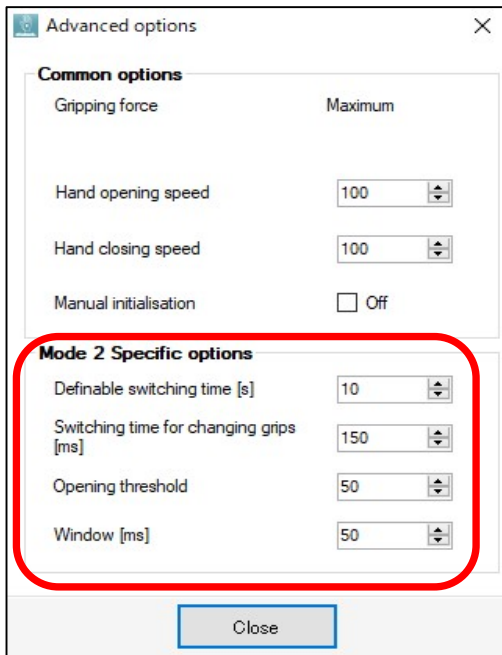 Advanced options
Common options
Gripping force Maximum
Hand opening speed 100
Hand closing speed 100
Manual initialisation Off
Mode 2 Specific options
Definable switching time [s] 10
Switching time for changing grips
[ms] 150
Opening threshold 50
Window [ms] 50
Close